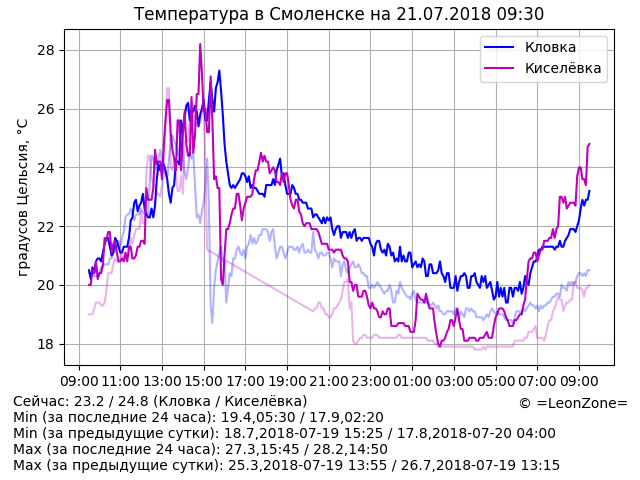 Температура в Смоленске на 21.07.2018 09:30
градусов Цельсия, °C
28
26
24
22
20
18
Кловка
Киселёвка
09:00 11:00 13:00 15:00 17:00 19:00 21:00 23:00 01:00 03:00 05:00 07:00 09:00
Сейчас: 23.2 / 24.8 (Кловка / Киселёвка)
© =LeonZone=
Min (за последние 24 часа): 19.4,05:30 / 17.9,02:20
Min (за предыдущие сутки): 18.7,2018-07-19 15:25 / 17.8,2018-07-20 04:00
Max (за последние 24 часа): 27.3,15:45 / 28.2,14:50
Max (за предыдущие сутки): 25.3,2018-07-19 13:55 / 26.7,2018-07-19 13:15